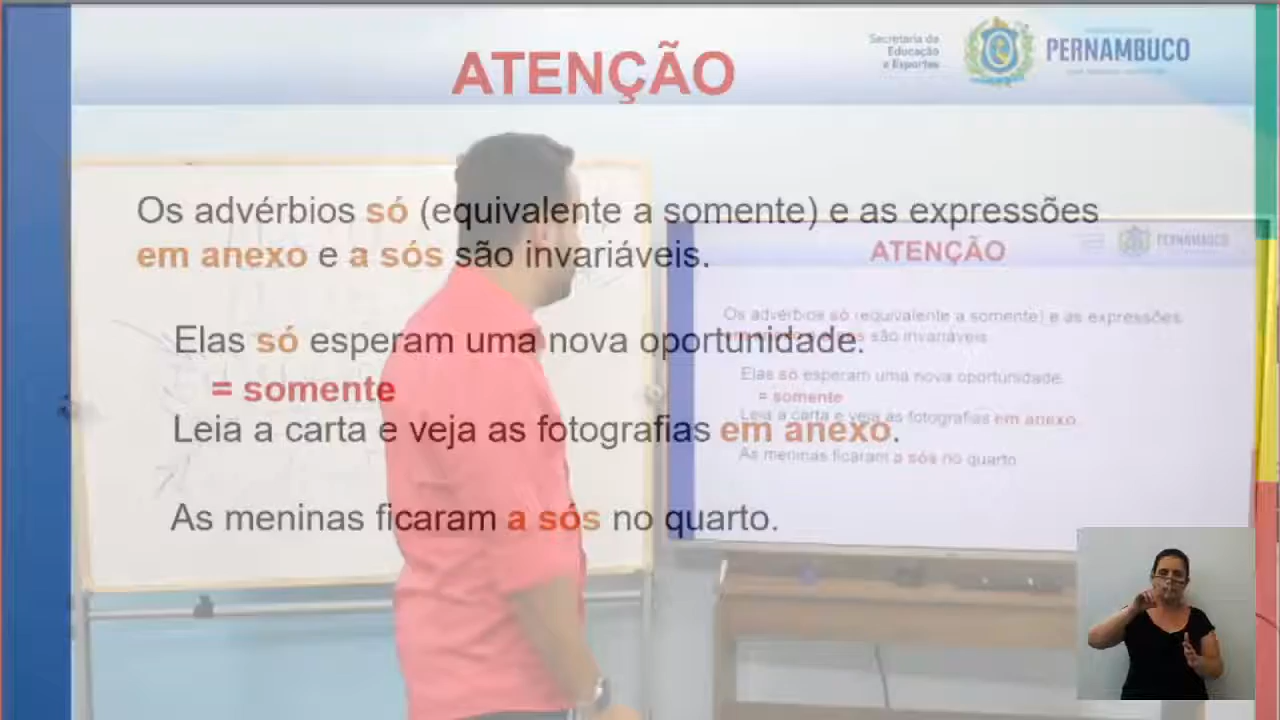 ATENÇÃO
Secretaria de
Educação
e Esportes
PERNAMBUCO
Os advérbios só (equivalente a somente) e as expressões
em anexo e a sós são invariáveis.
Elas só esperam uma nova oportunidade.
= somente
Leia a carta e veja as fotografias em anexo.
As meninas ficaram a sós no quarto.
ATENÇÃO
PERNAMBUCO
Os advérbios só (equivalente a somente) e as expressões
são invariáveis
Elas só esperam uma nova oportunidade.
= somente
Leia a carta e veja as fotografias em anexo.
As meninas ficaram a sós no quarto